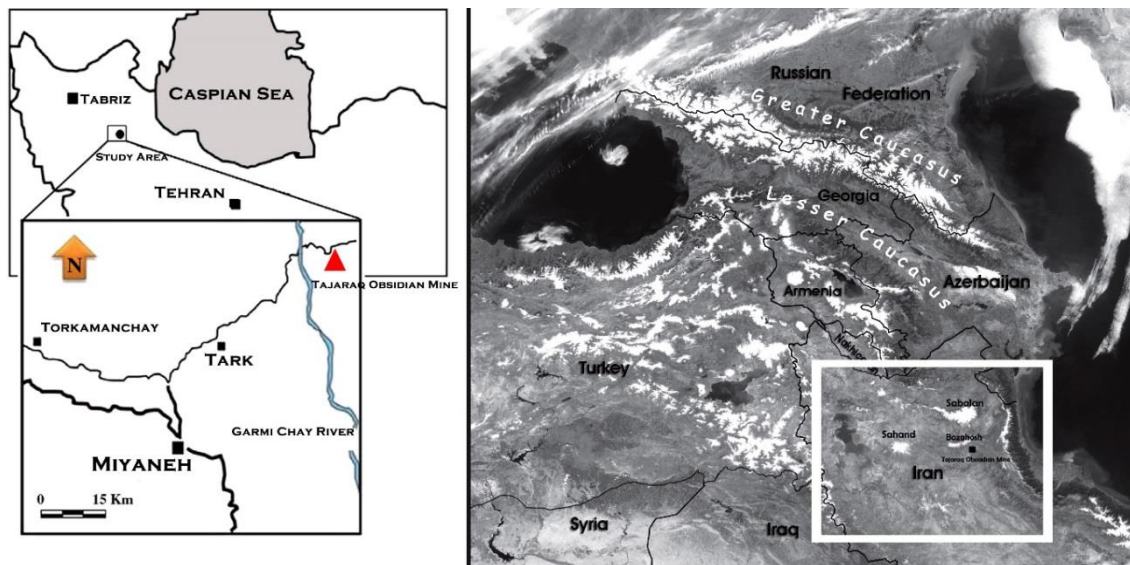 CASPIAN SEA
TABRIZ
STUDY AREA
TEHRAN
N
TAJARAQ OBSIDIAN MINE
TORKAMANCHAY
TARK
GARMI CHAY RIVER
MIYANEH
0 15 Km
Russian
Federation
Greater Caucasus
Georgia
Lesser Caucasus
Azerbaijan
Armenia
Turkey
Sabalan
Sahand
Bozghosh
Tajaraq Obsidian Mine
Iran
Syria
Iraq